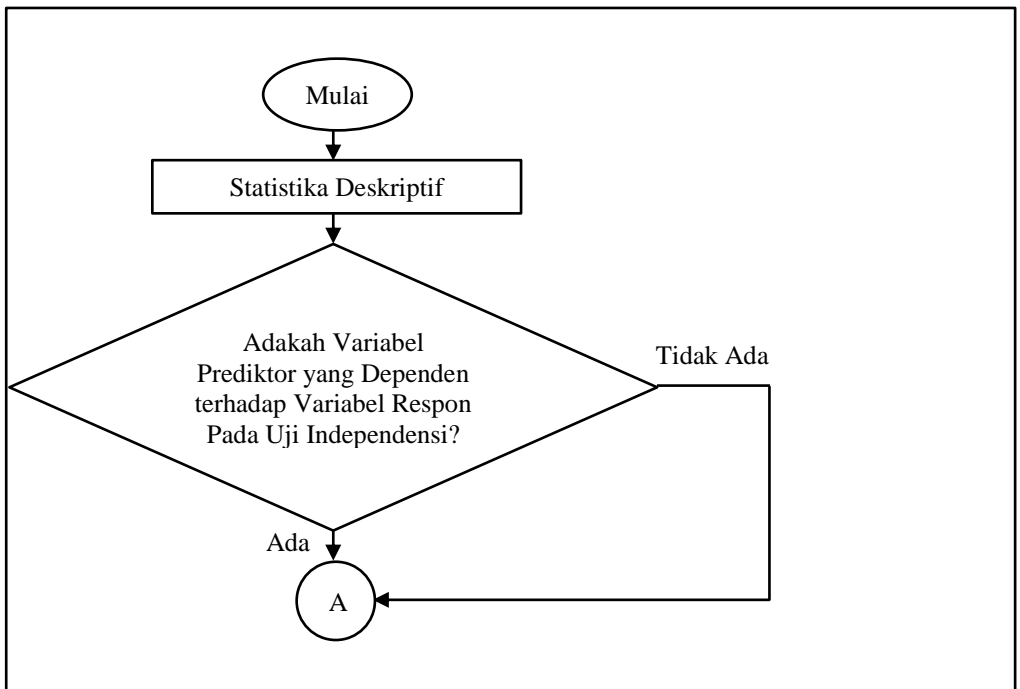 Mulai
Statistika Deskriptif
Adakah Variabel
Prediktor yang Dependen
terhadap Variabel Respon
Pada Uji Independensi?
Tidak Ada
Ada
A